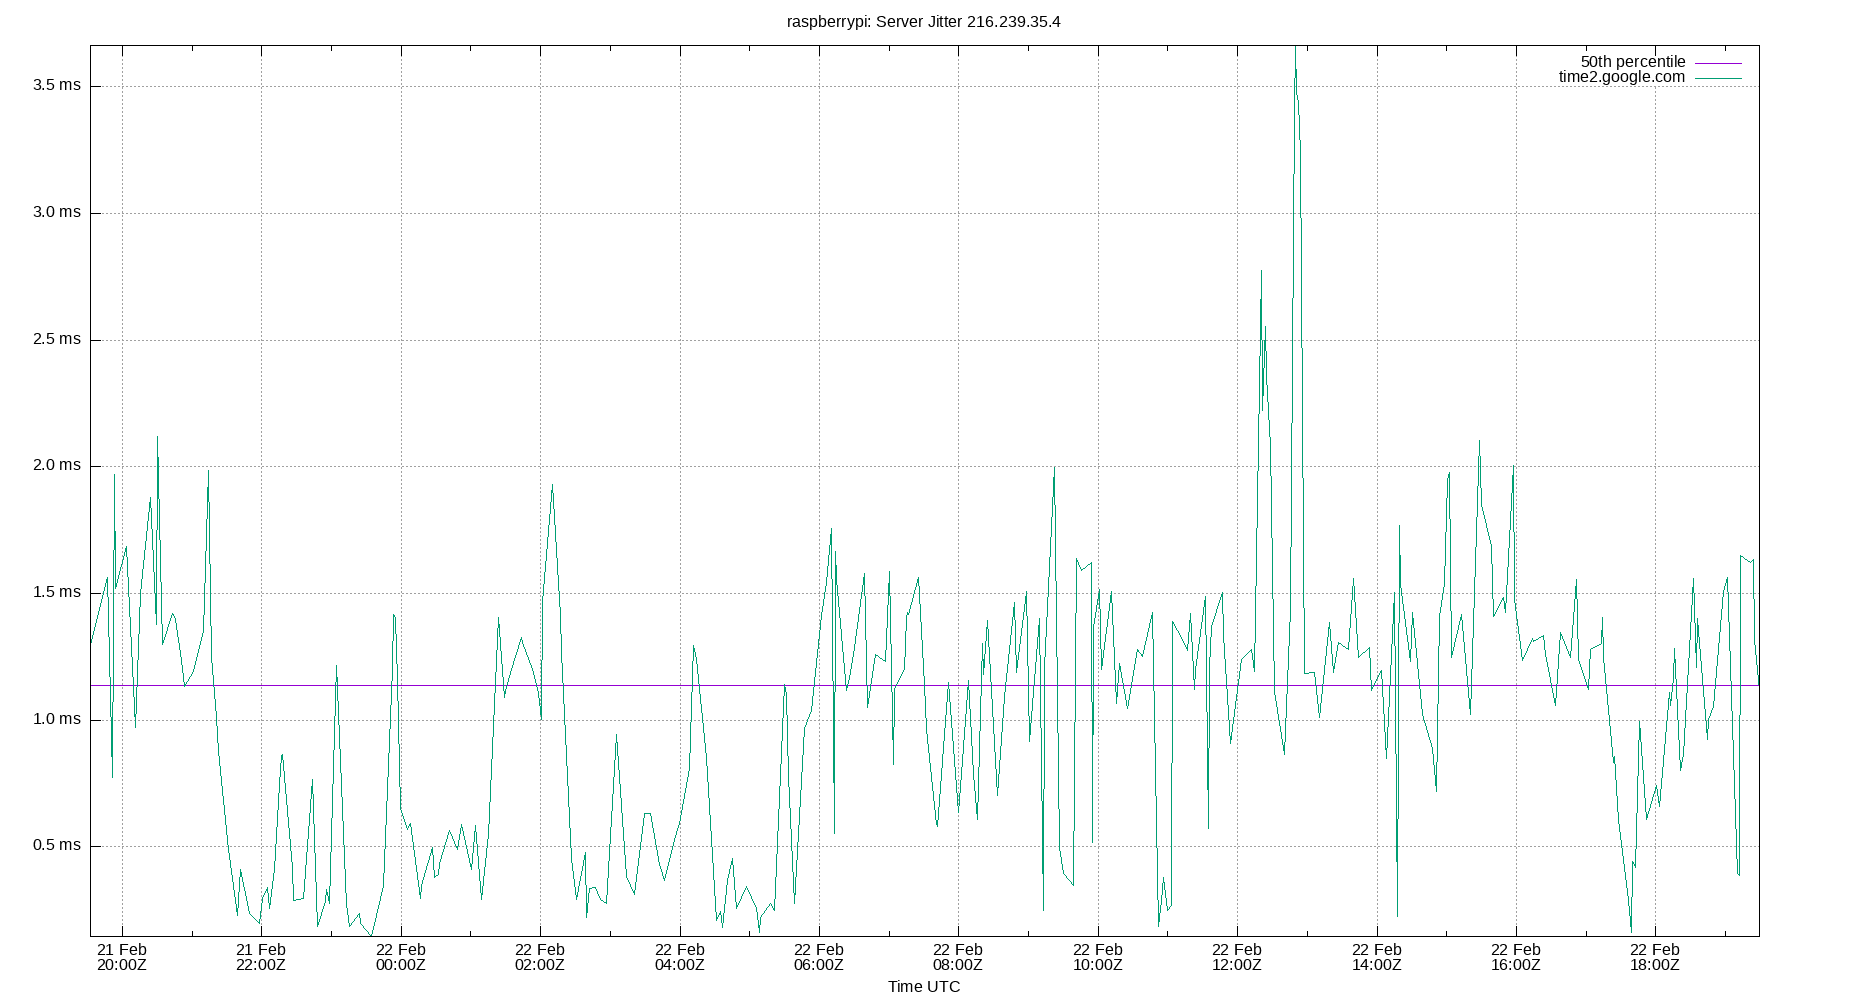 raspberrypi: Server Jitter 216.239.35.4
50th percentile
time2.google.com
3.5 ms
3.0 ms
2.5 ms
2.0 ms
1.5 ms
1.0 ms
0.5 ms
21 Feb 21 Feb 22 Feb 22 Feb 22 Feb 22 Feb 22 Feb 22 Feb 22 Feb 22 Feb 22 Feb 22 Feb
20:00Z 22:00Z 00:00Z 02:00Z 04:00Z 06:00Z 08:00Z 10:00Z 12:00Z 14:00Z 16:00Z 18:00Z
Time UTC